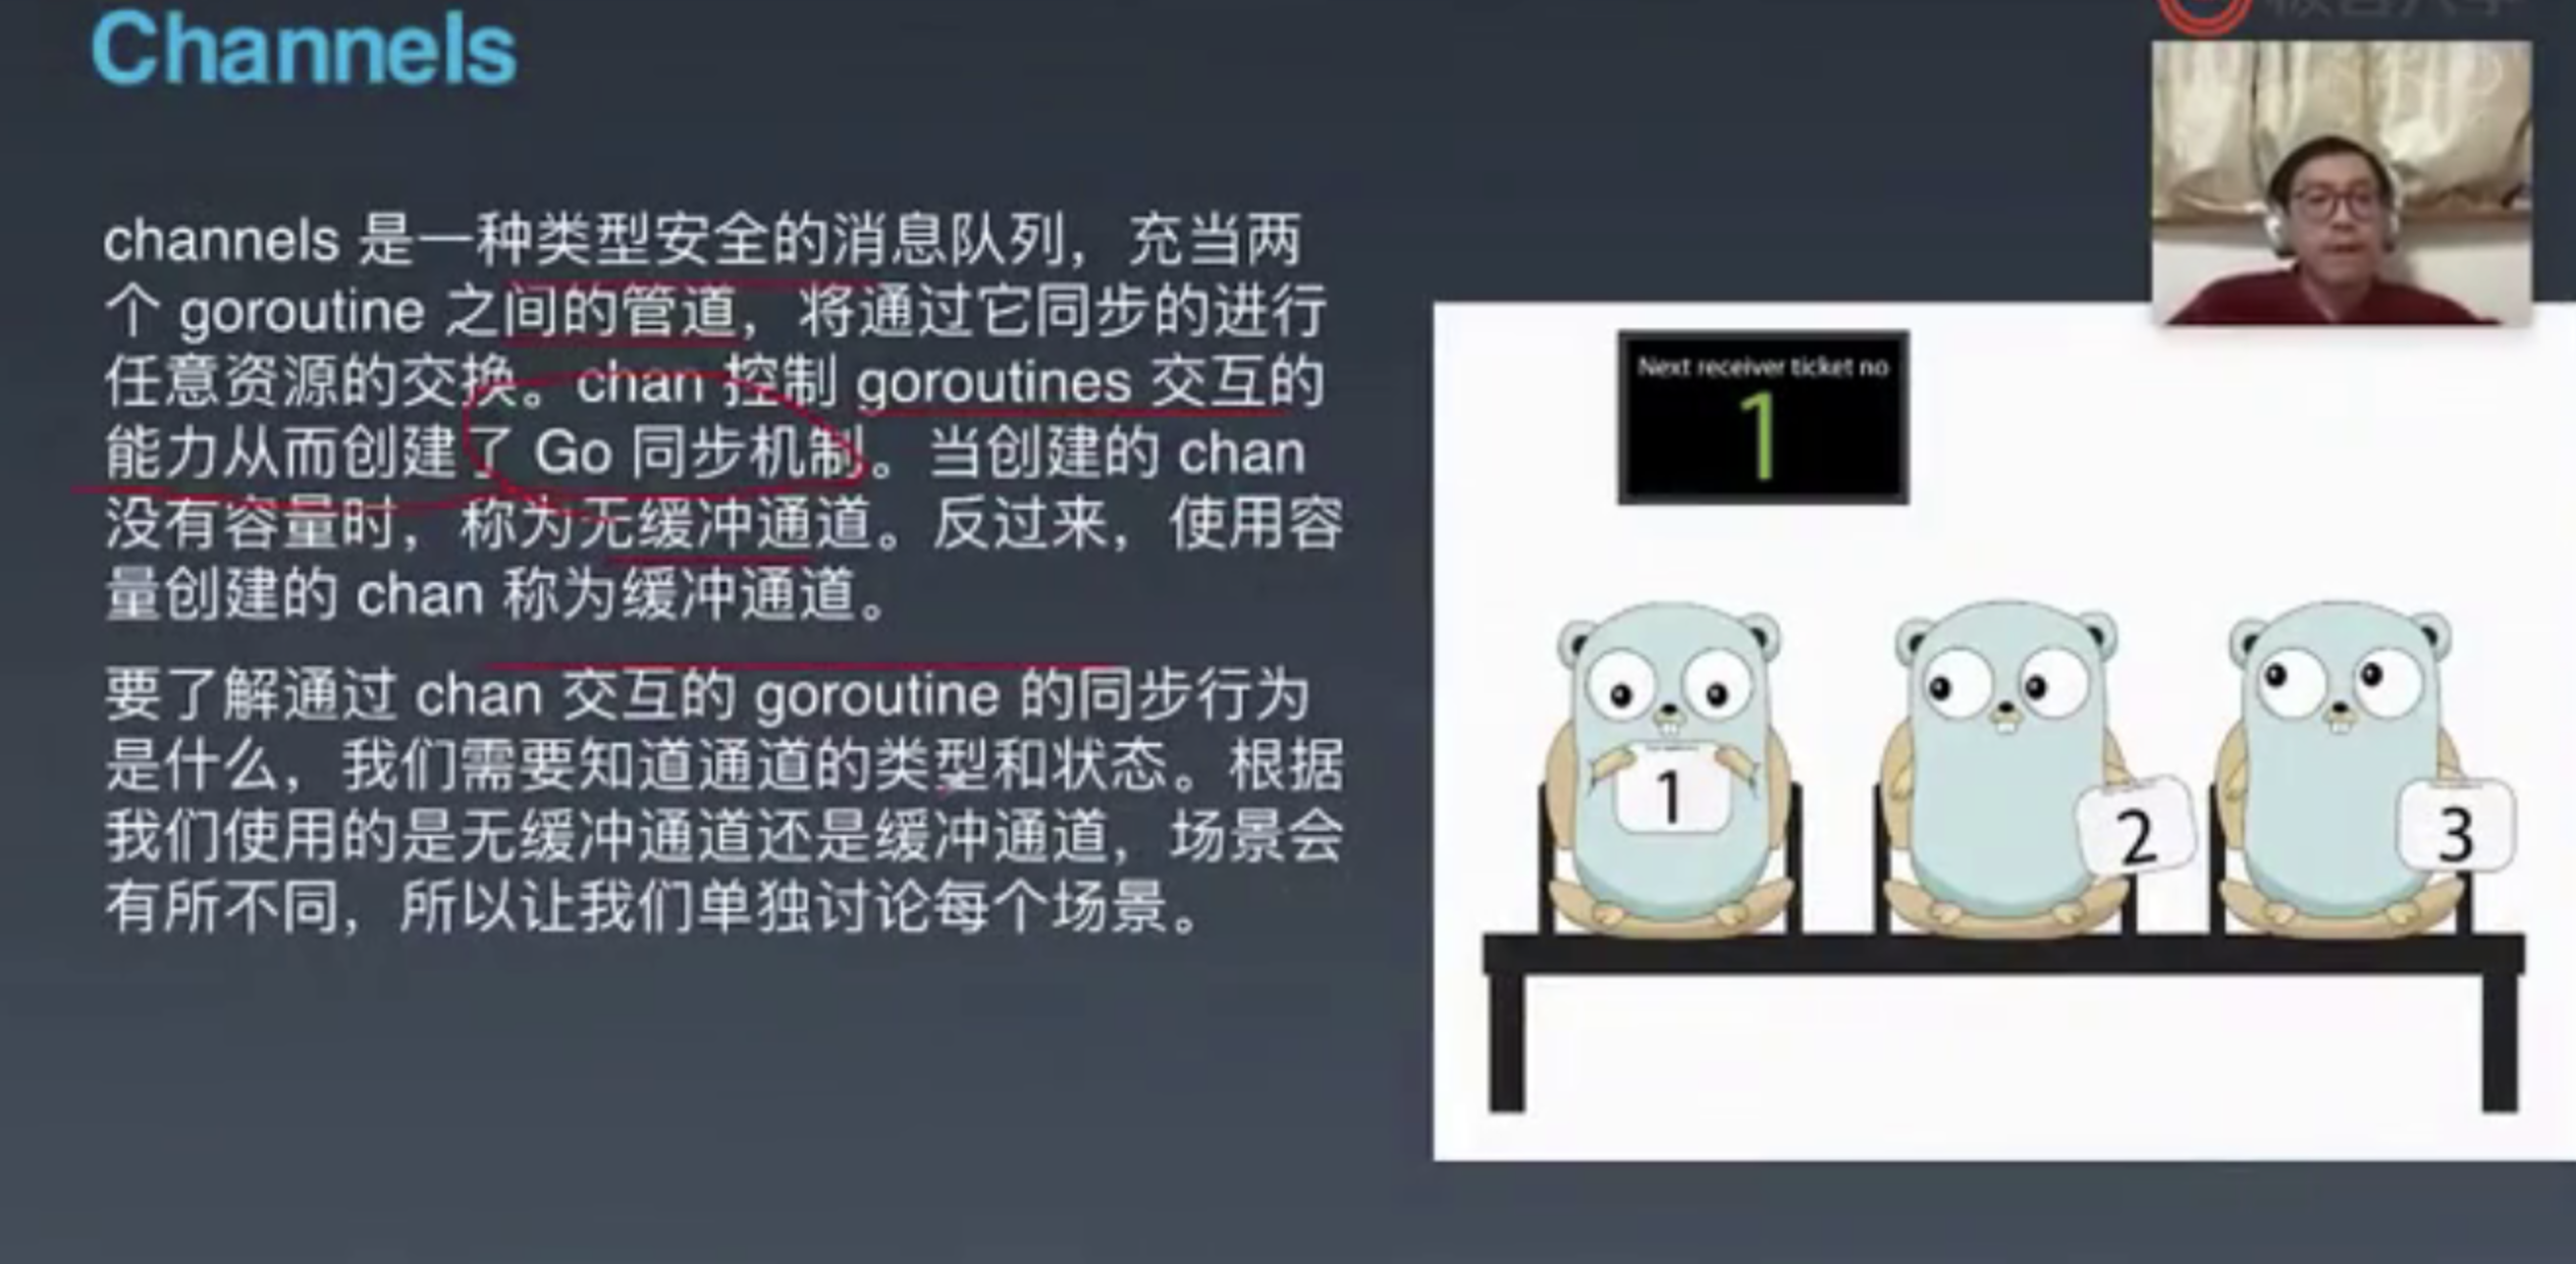 Channels
channels 是一种类型安全的消息队列，充当两
个 goroutine 之间的管道，将通过它同步的进行
任意资源的交换。chan 控制 goroutines 交互的
能力从而创建了 Go 同步机制。当创建的 chan
没有容量时，称为无缓冲通道。反过来，使用容
量创建的 chan 称为缓冲通道。
要了解通过 chan 交互的 goroutine 的同步行为
是什么，我们需要知道通道的类型和状态。根据
我们使用的是无缓冲通道还是缓冲通道，场景会
有所不同，所以让我们单独讨论每个场景。
Next receiver ticket no
1
1
2
3